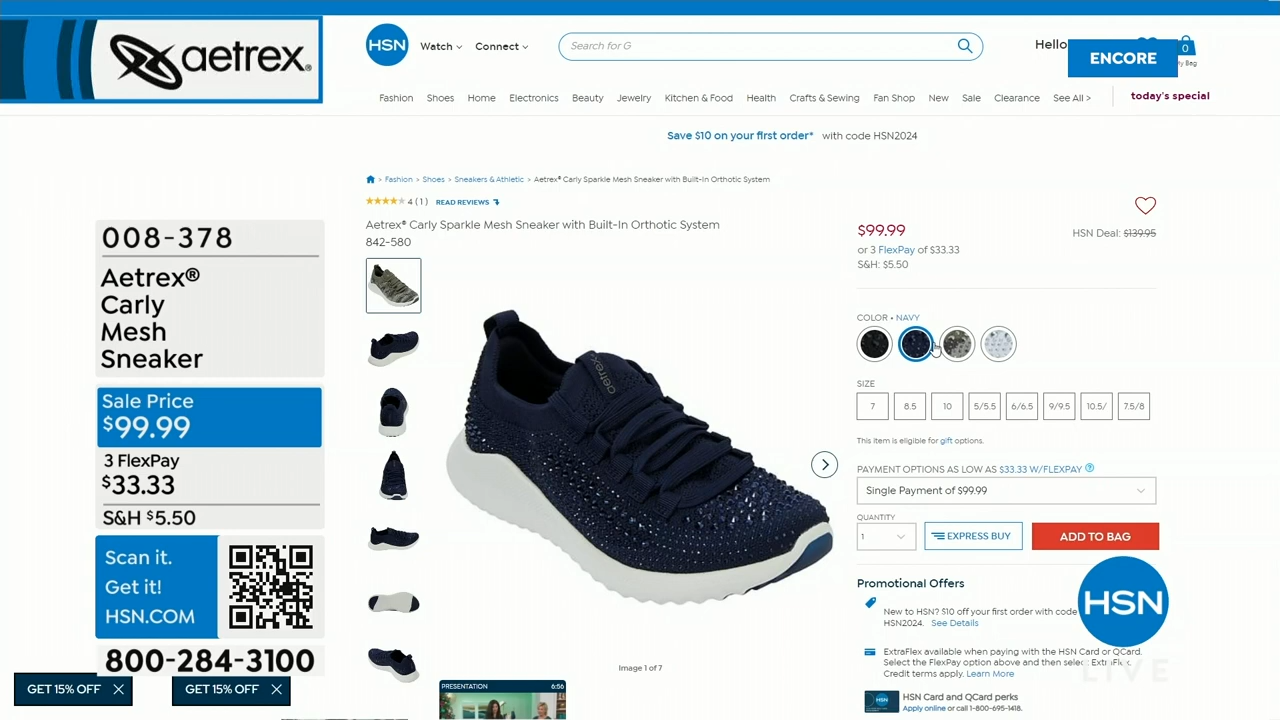 aetrex®
HSN
Watch
Connect
Search for G
Hello
ENCORE
0
Fashion Shoes Home Electronics Beauty Jewelry Kitchen & Food Health Crafts & Sewing Fan Shop New Sale Clearance See All > today's special
Save $10 on your first order* with code HSN2024
> Fashion > Shoes > Sneakers & Athletic > Aetrex® Carly Sparkle Mesh Sneaker with Built-In Orthotic System
4 (1) READ REVIEWS
Aetrex® Carly Sparkle Mesh Sneaker with Built-In Orthotic System
842-580
008-378
Aetrex®
Carly
Mesh
Sneaker
Sale Price
$99.99
3 FlexPay
$33.33
S&H $5.50
Scan it.
Get it!
HSN.COM
800-284-3100
GET 15% OFF
GET 15% OFF
aetrex
Image 1 of 7
PRESENTATION 6:56
$99.99
HSN Deal: $139.95
or 3 FlexPay of $33.33
S&H: $5.50
COLOR • NAVY
SIZE
7 8.5 10 5/5.5 6/6.5 9/9.5 10.5/ 7.5/8
This item is eligible for gift options.
PAYMENT OPTIONS AS LOW AS $33.33 W/FLEXPAY
Single Payment of $99.99
QUANTITY
1
EXPRESS BUY
ADD TO BAG
Promotional Offers
New to HSN? $10 off your first order with code
HSN2024. See Details
ExtraFlex available when paying with the HSN Card or QCard.
Select the FlexPay option above and then select ExtraFlex.
Credit terms apply. Learn More
HSN Card and QCard perks
Apply online or call 1-800-695-1418.
HSN
LIVE